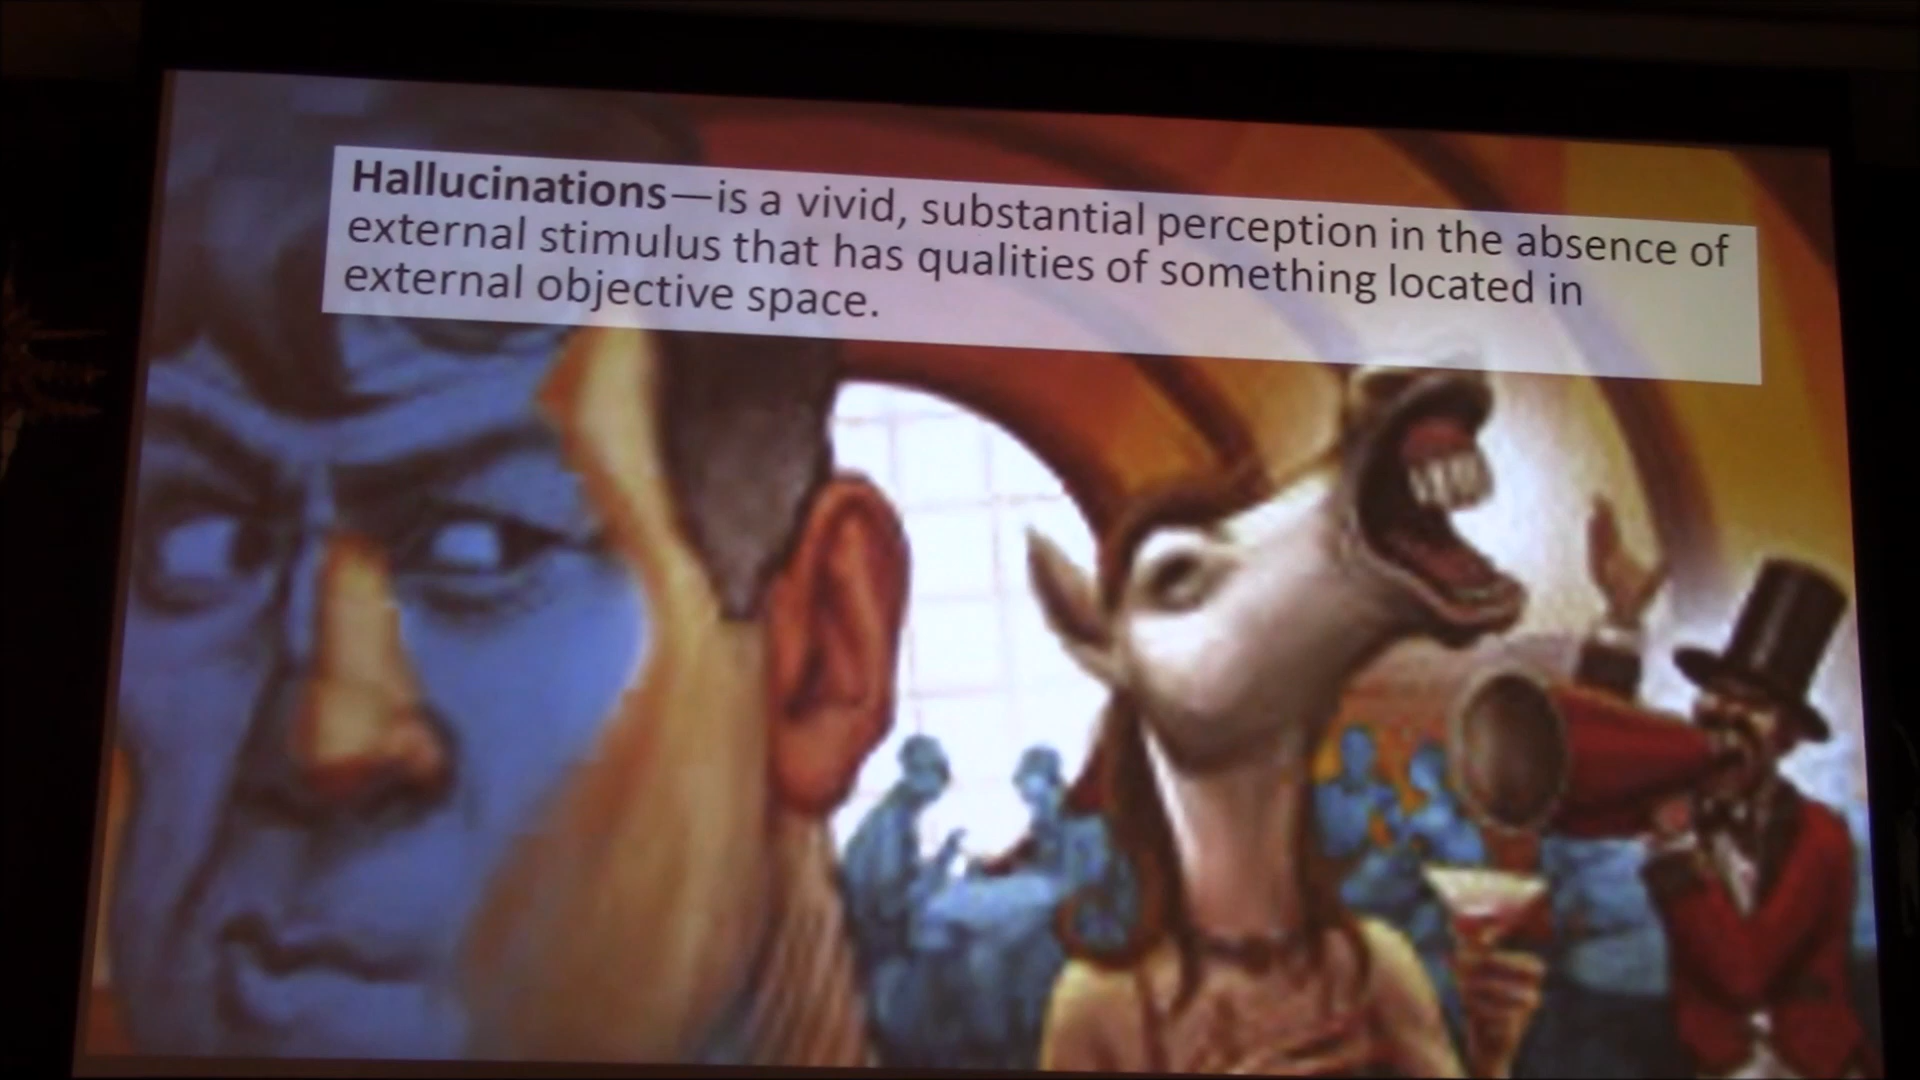 Hallucinations—is a vivid, substantial perception in the absence of
external stimulus that has qualities of something located in
external objective space.